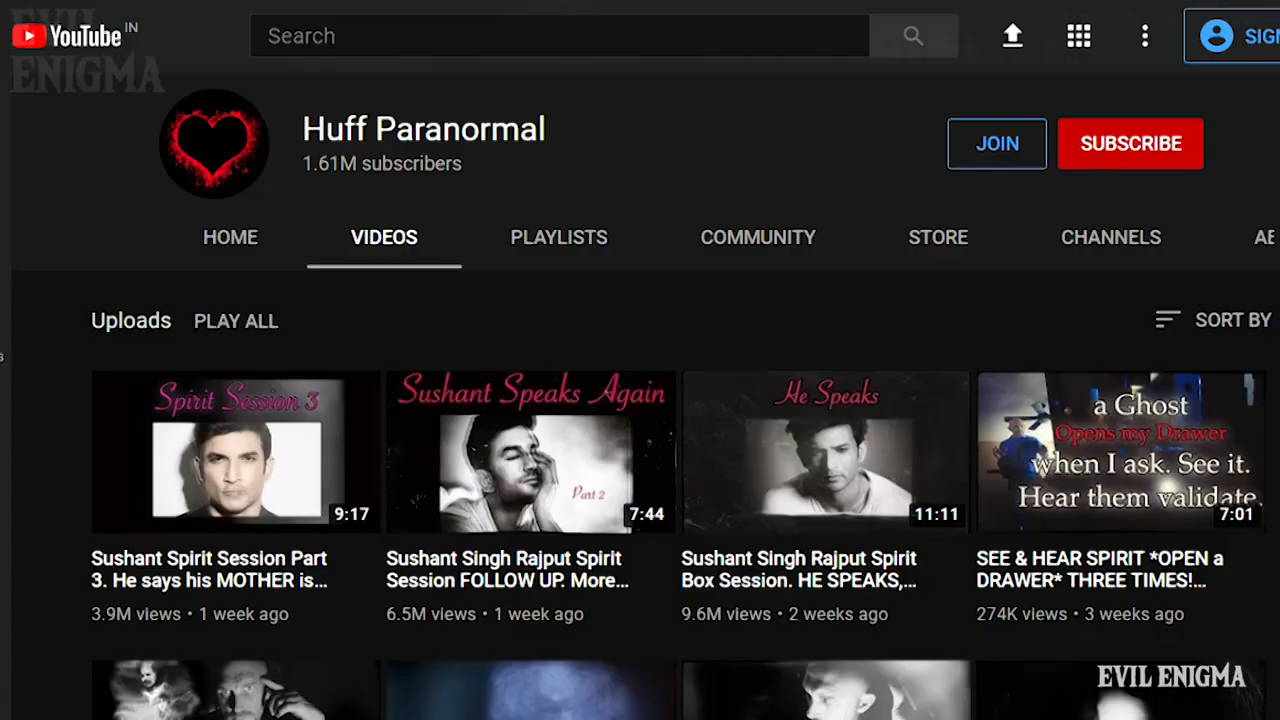 EVIL
ENIGMA
YouTube IN
Search
SIGN
Huff Paranormal
1.61M subscribers
JOIN
SUBSCRIBE
HOME
VIDEOS
PLAYLISTS
COMMUNITY
STORE
CHANNELS
Uploads
PLAY ALL
SORT BY
Spirit Session 3
9:17
Sushant Spirit Session Part
3. He says his MOTHER is...
3.9M views • 1 week ago
Sushant Speaks Again
Part 2
7:44
Sushant Singh Rajput Spirit
Session FOLLOW UP. More...
6.5M views • 1 week ago
He Speaks
11:11
Sushant Singh Rajput Spirit
Box Session. HE SPEAKS,...
9.6M views • 2 weeks ago
a Ghost
Opens my Drawer
when I ask. See it.
Hear them validate.
7:01
SEE & HEAR SPIRIT *OPEN a
DRAWER* THREE TIMES!...
274K views • 3 weeks ago
EVIL ENIGMA